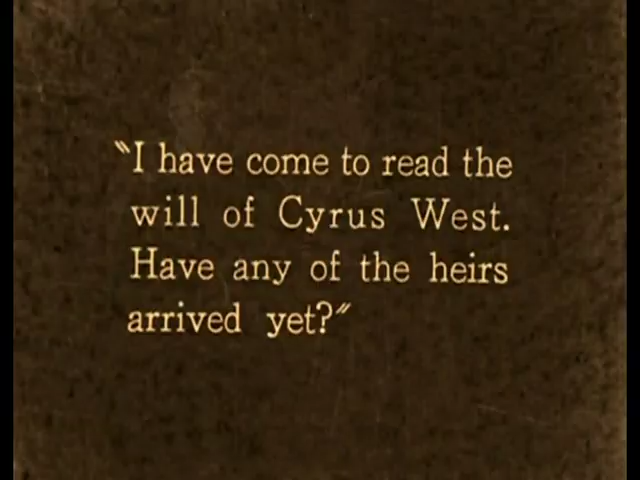 "I have come to read the
will of Cyrus West.
Have any of the heirs
arrived yet?"